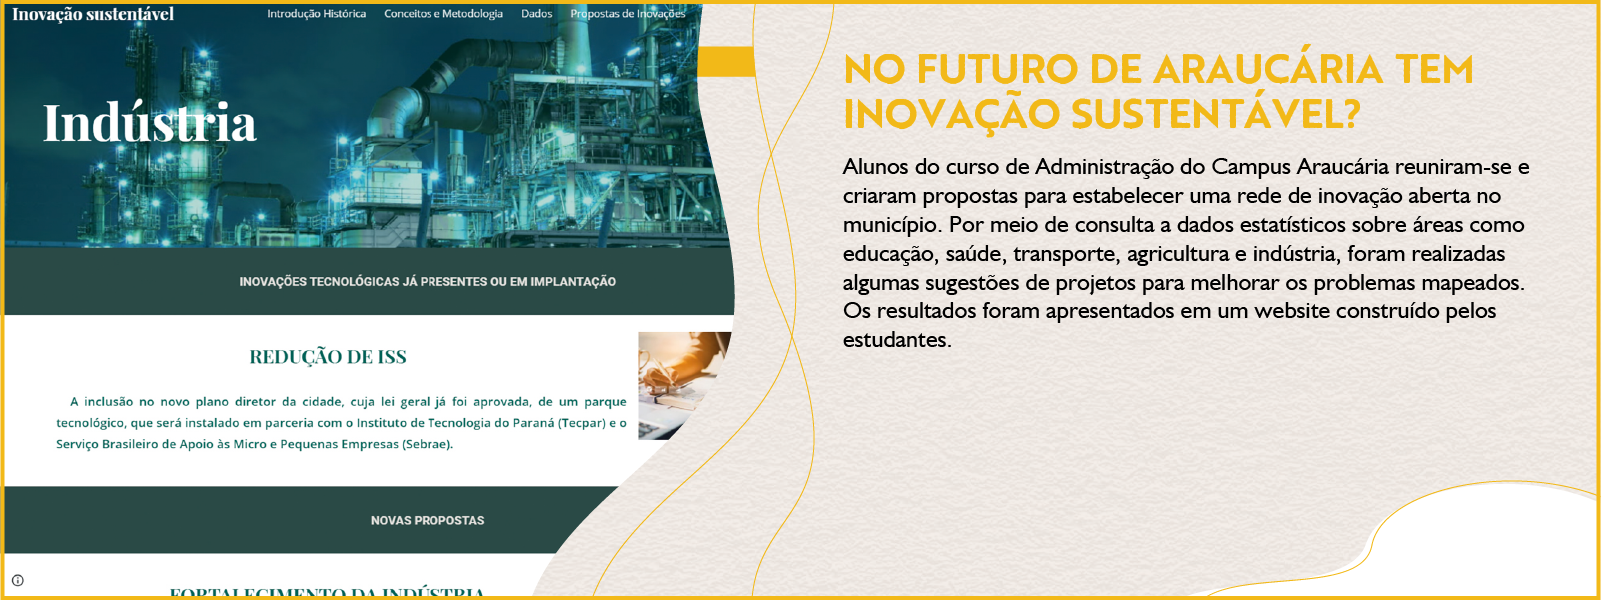 Inovação sustentável
Introdução Histórica Conceitos e Metodologia Dados Propostas de Inovações
Indústria
INOVAÇÕES TECNOLÓGICAS JÁ PRESENTES OU EM IMPLANTAÇÃO
REDUÇÃO DE ISS
A inclusão no novo plano diretor da cidade, cuja lei geral já foi aprovada, de um parque
tecnológico, que será instalado em parceria com o Instituto de Tecnologia do Paraná (Tecpar) e o
Serviço Brasileiro de Apoio às Micro e Pequenas Empresas (Sebrae).
NOVAS PROPOSTAS
FORTALECIMENTO DA INDÚSTRIA
NO FUTURO DE ARAUCÁRIA TEM
INOVAÇÃO SUSTENTÁVEL?
Alunos do curso de Administração do Campus Araucária reuniram-se e
criaram propostas para estabelecer uma rede de inovação aberta no
município. Por meio de consulta a dados estatísticos sobre áreas como
educação, saúde, transporte, agricultura e indústria, foram realizadas
algumas sugestões de projetos para melhorar os problemas mapeados.
Os resultados foram apresentados em um website construído pelos
estudantes.